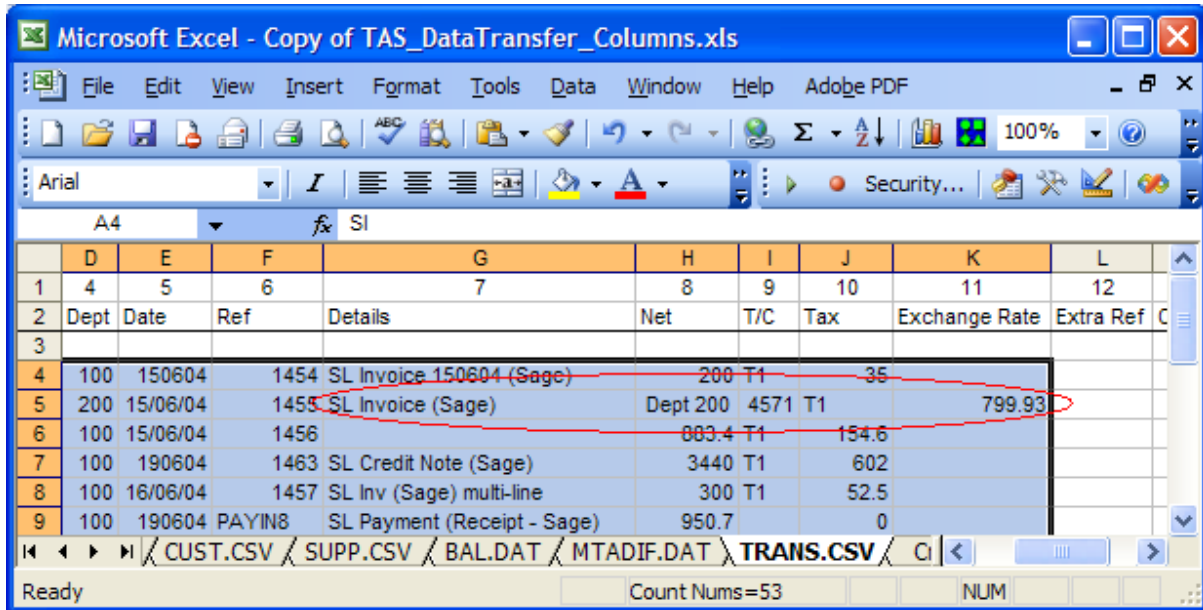 Microsoft Excel - Copy of TAS_DataTransfer_Columns.xls
File Edit View Insert Format Tools Data Window Help Adobe PDF
ABC Σ A Z 100% ?
Arial I a A Security...
A4 fx SI
D E F G H I J K L
1 4 5 6 7 8 9 10 11 12
2 Dept Date Ref Details Net T/C Tax Exchange Rate Extra Ref C
3
4 100 150604 1454 SL Invoice 150604 (Sage) 200 T1 35
5 200 15/06/04 1455 SL Invoice (Sage) Dept 200 4571 T1 799.93
6 100 15/06/04 1456 883.4 T1 154.6
7 100 190604 1463 SL Credit Note (Sage) 3440 T1 602
8 100 16/06/04 1457 SL Inv (Sage) multi-line 300 T1 52.5
9 100 190604 PAYIN8 SL Payment (Receipt - Sage) 950.7 0
CUST.CSV SUPP.CSV BAL.DAT MTADIF.DAT TRANS.CSV
Ready Count Nums=53 NUM